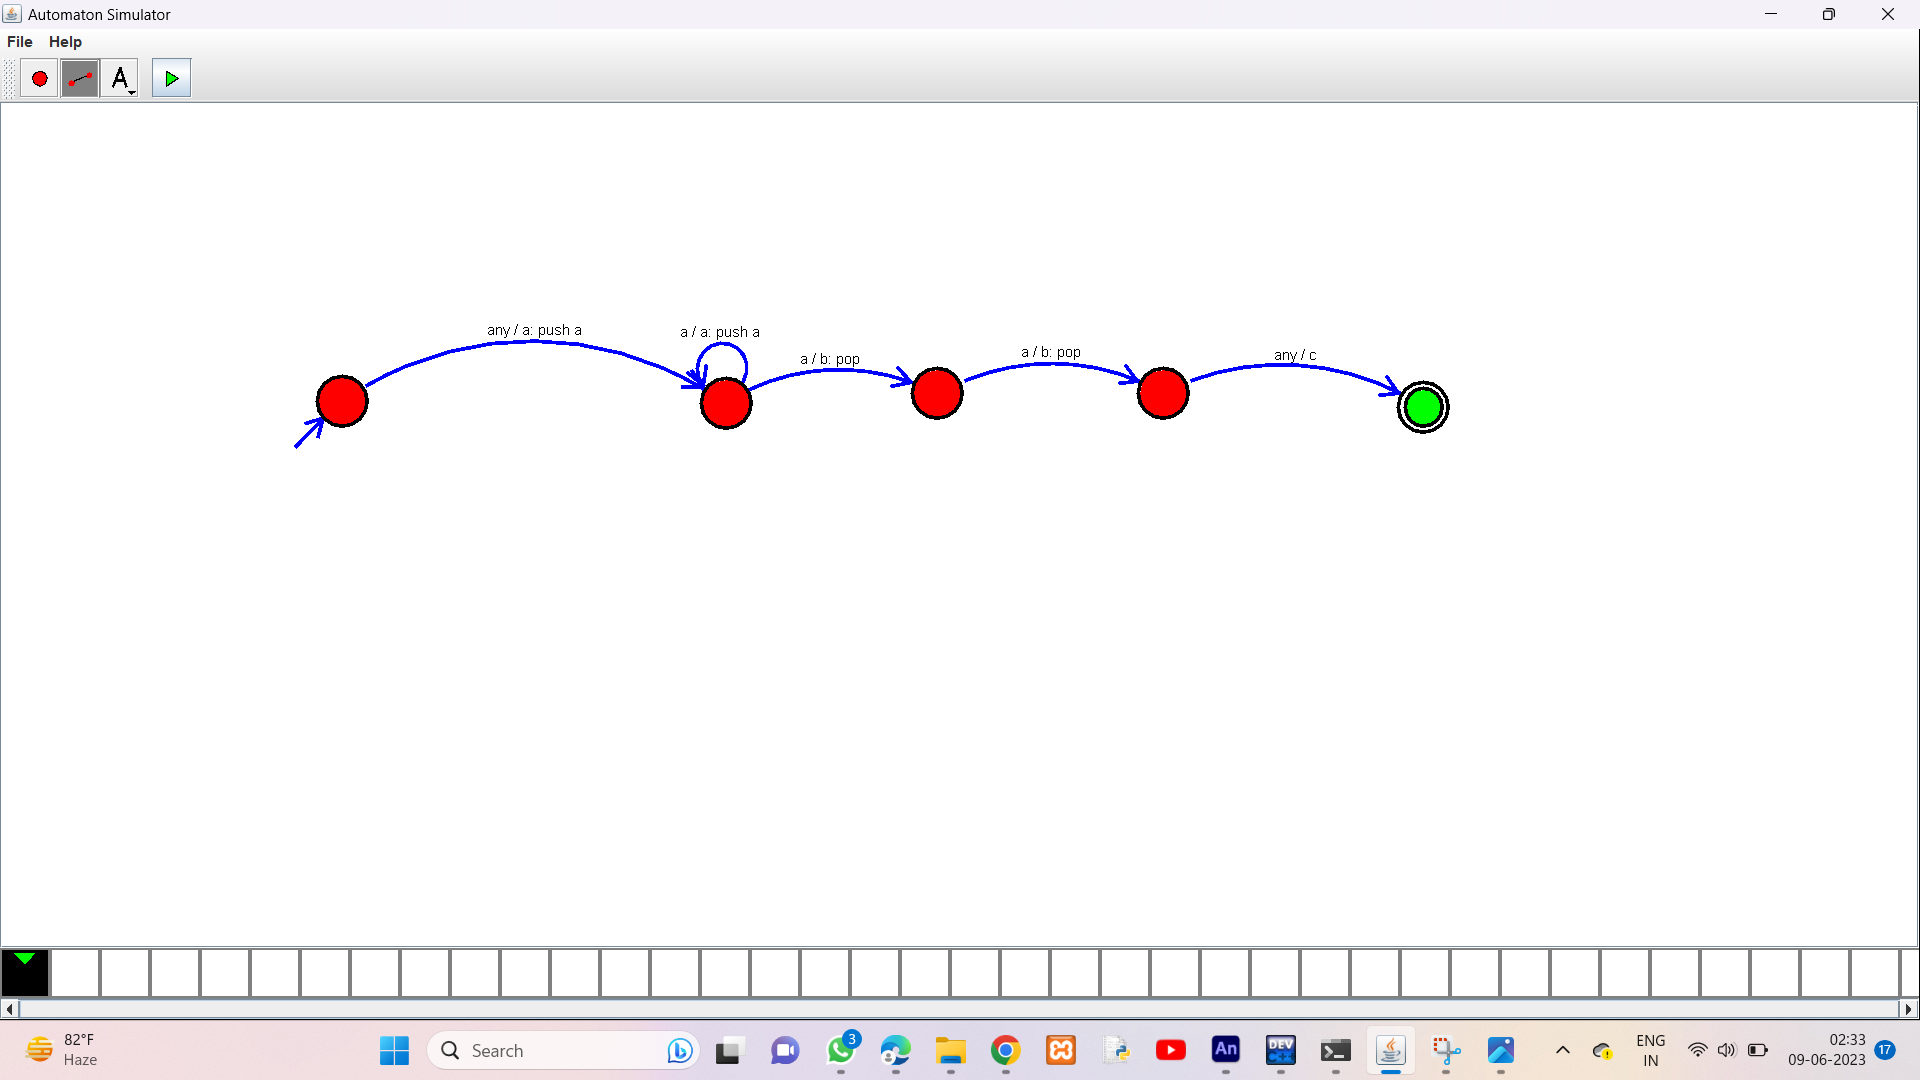 Automaton Simulator
File Help
A
any / a: push a
a / a: push a
a / b: pop
a / b: pop
any / c
82°F
Haze
Search
3
An
DEV
ENG
IN
02:33
09-06-2023
17